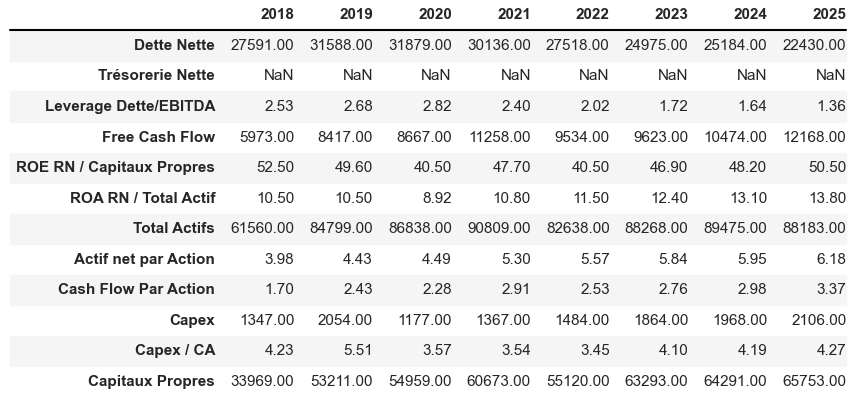 2018 2019 2020 2021 2022 2023 2024 2025
Dette Nette 27591.00 31588.00 31879.00 30136.00 27518.00 24975.00 25184.00 22430.00
Trésorerie Nette NaN NaN NaN NaN NaN NaN NaN NaN
Leverage Dette/EBITDA 2.53 2.68 2.82 2.40 2.02 1.72 1.64 1.36
Free Cash Flow 5973.00 8417.00 8667.00 11258.00 9534.00 9623.00 10474.00 12168.00
ROE RN / Capitaux Propres 52.50 49.60 40.50 47.70 40.50 46.90 48.20 50.50
ROA RN / Total Actif 10.50 10.50 8.92 10.80 11.50 12.40 13.10 13.80
Total Actifs 61560.00 84799.00 86838.00 90809.00 82638.00 88268.00 89475.00 88183.00
Actif net par Action 3.98 4.43 4.49 5.30 5.57 5.84 5.95 6.18
Cash Flow Par Action 1.70 2.43 2.28 2.91 2.53 2.76 2.98 3.37
Capex 1347.00 2054.00 1177.00 1367.00 1484.00 1864.00 1968.00 2106.00
Capex / CA 4.23 5.51 3.57 3.54 3.45 4.10 4.19 4.27
Capitaux Propres 33969.00 53211.00 54959.00 60673.00 55120.00 63293.00 64291.00 65753.00